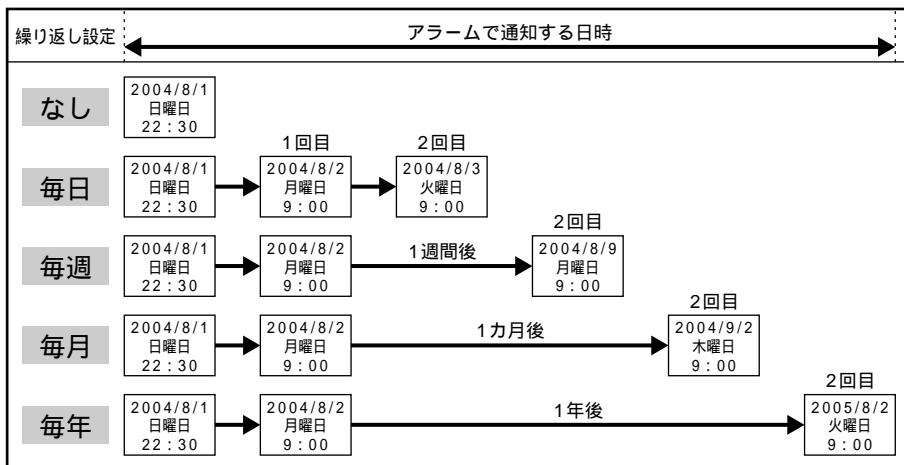 繰り返し設定
アラームで通知する日時
なし
2004/8/1
日曜日
22：30
1回目
2回目
毎日
2004/8/1
日曜日
22：30
2004/8/2
月曜日
9：00
2004/8/3
火曜日
9：00
2回目
毎週
2004/8/1
日曜日
22：30
2004/8/2
月曜日
9：00
1週間後
2004/8/9
月曜日
9：00
2回目
毎月
2004/8/1
日曜日
22：30
2004/8/2
月曜日
9：00
1カ月後
2004/9/2
木曜日
9：00
2回目
毎年
2004/8/1
日曜日
22：30
2004/8/2
月曜日
9：00
1年後
2005/8/2
火曜日
9：00